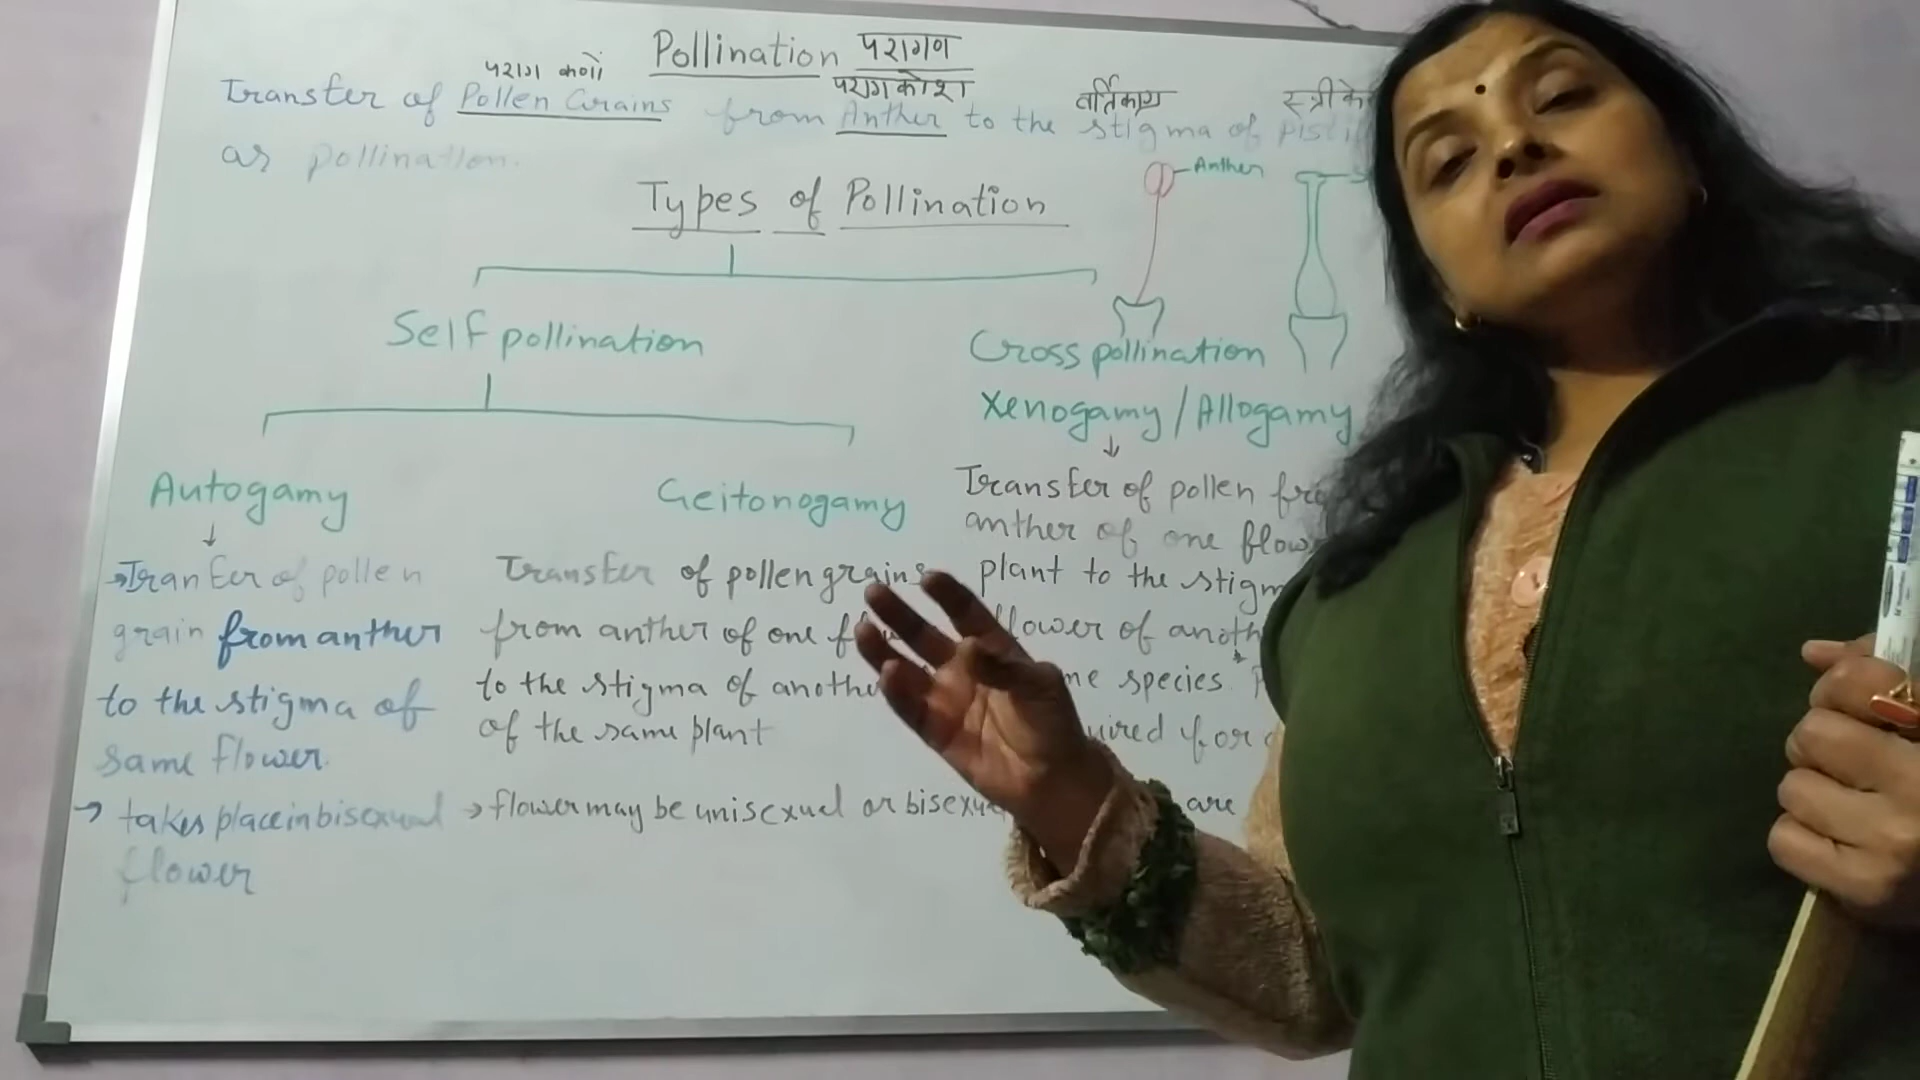 Pollination परागण
पराग कणों परागकोश वर्तिकाग्र स्त्रीके
Transfer of Pollen Grains from Anther to the stigma of pisti
as pollination.
Anther
Types of Pollination
Self pollination
Cross pollination
Xenogamy / Allogamy
↓
Autogamy
↓
→Tranfer of pollen
grain from anther
to the stigma of
same flower.
→ takes place in bisexual
flower
Geitonogamy
Transfer of pollen grains
from anther of one
to the stigma of
of the same plant
→ flower may be unisexual or
Transfer of pollen
anther of one
plant to the
of
species
for
are